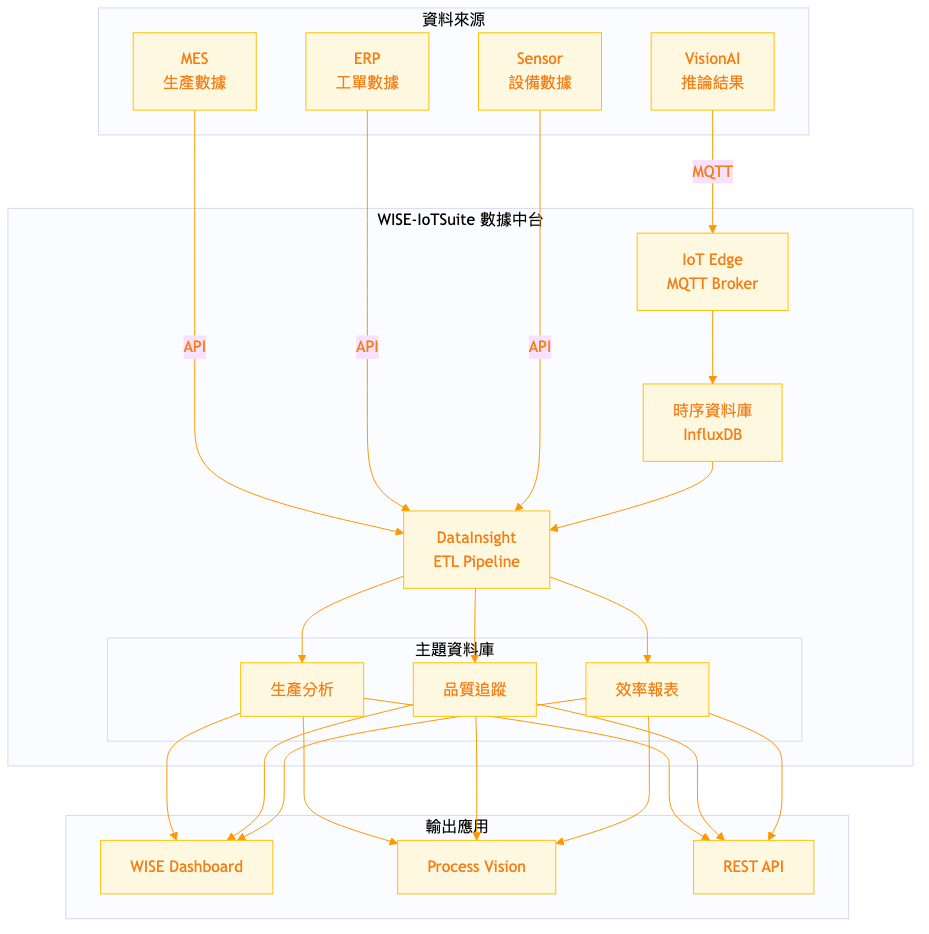 資料來源
MES
生產數據
ERP
工單數據
Sensor
設備數據
VisionAI
推論結果
MQTT
WISE-IoTSuite 數據中台
IoT Edge
MQTT Broker
API
API
API
時序資料庫
InfluxDB
DataInsight
ETL Pipeline
主題資料庫
生產分析
品質追蹤
效率報表
輸出應用
WISE Dashboard
Process Vision
REST API